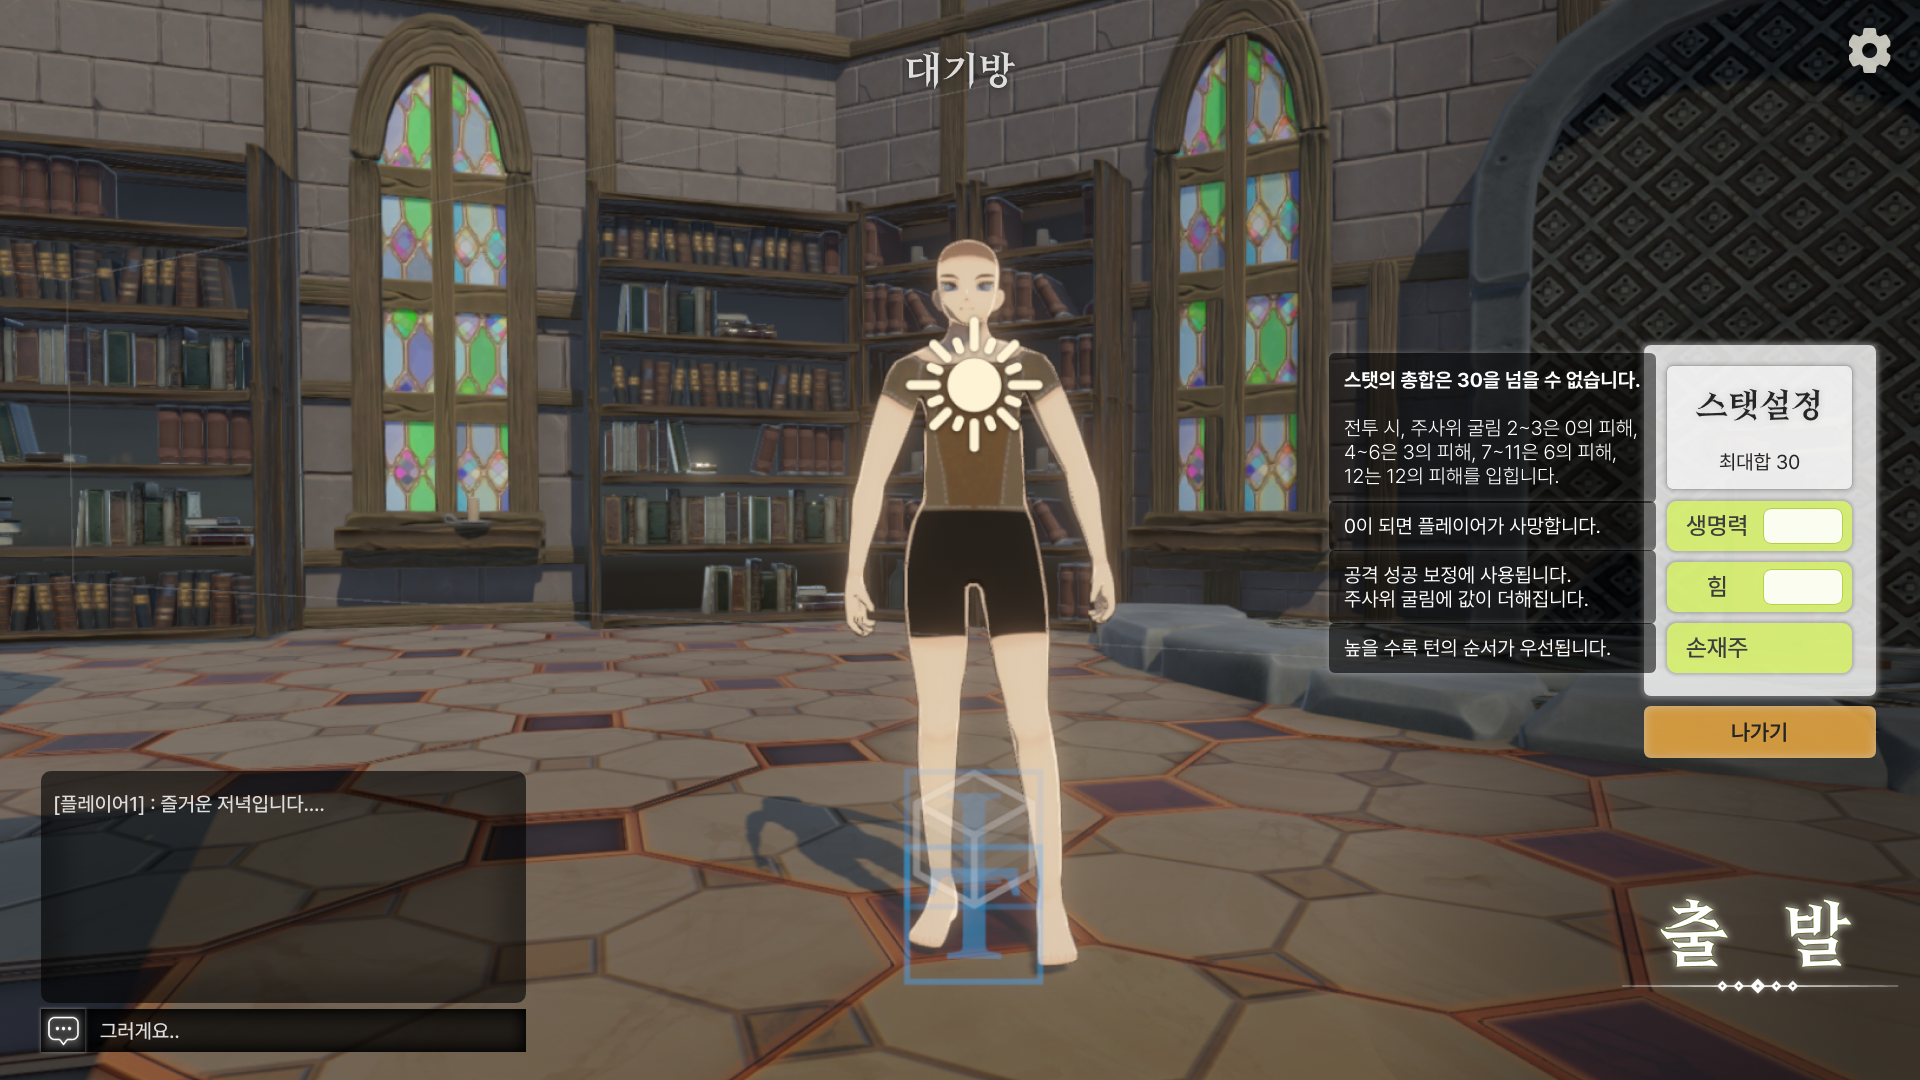 대기방
스탯의 총합은 30을 넘을 수 없습니다.
전투 시, 주사위 굴림 2~3은 0의 피해,
4~6은 3의 피해, 7~11은 6의 피해,
12는 12의 피해를 입힙니다.
0이 되면 플레이어가 사망합니다.
공격 성공 보정에 사용됩니다.
주사위 굴림에 값이 더해집니다.
높을 수록 턴의 순서가 우선됩니다.
스탯설정
최대합 30
생명력
힘
손재주
나가기
[플레이어1] : 즐거운 저녁입니다....
그러게요..
출 발